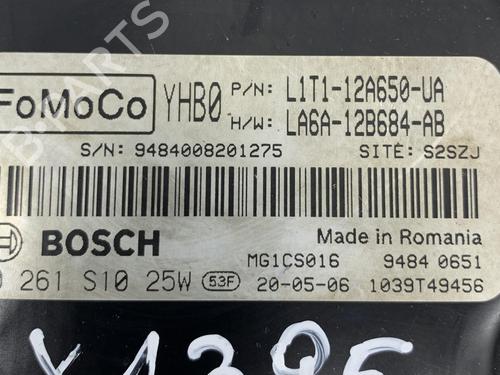 FoMoCo YHB0 P/N: L1T1-12A650-UA
H/W: LA6A-12B684-AB
S/N: 9484008201275 SITE: S2SZJ
BOSCH Made in Romania
MG1CS016 9484 0651
261 S10 25W 53F 20-05-06 1039T49456